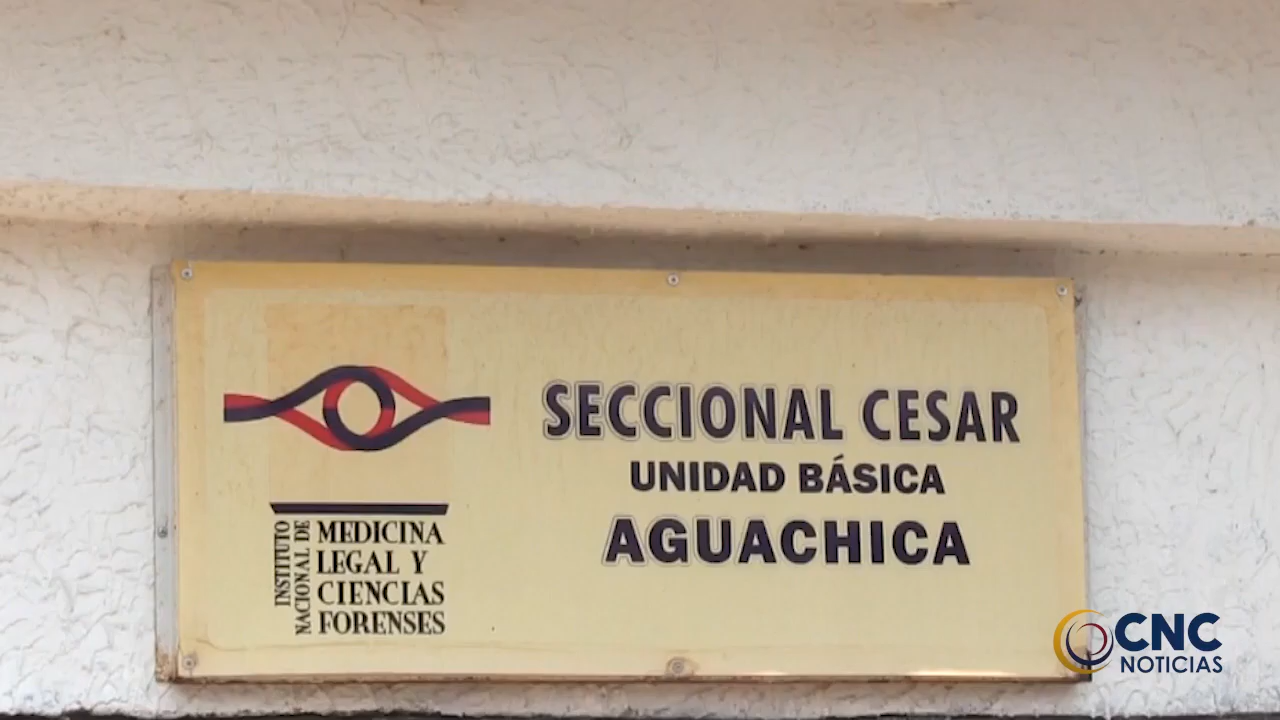 SECCIONAL CESAR
UNIDAD BÁSICA
AGUACHICA
INSTITUTO
NACIONAL DE
MEDICINA
LEGAL Y
CIENCIAS
FORENSES
CNC
NOTICIAS